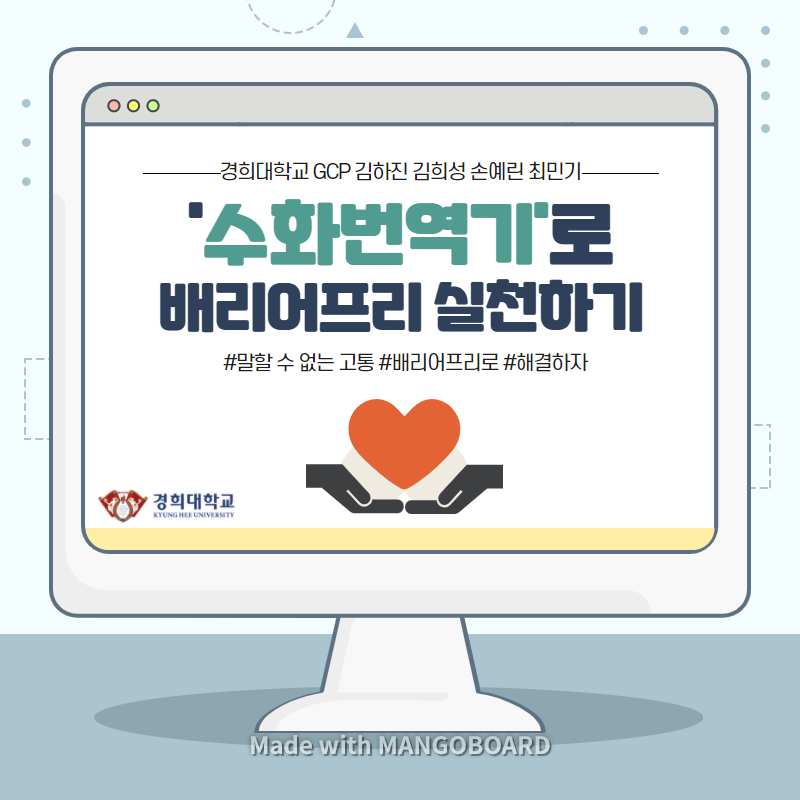 경희대학교 GCP 김하진 김희성 손예린 최민기
'수화번역기'로
배리어프리 실천하기
#말할 수 없는 고통 #배리어프리로 #해결하자
경희대학교
KYUNG HEE UNIVERSITY
Made with MANGOBOARD